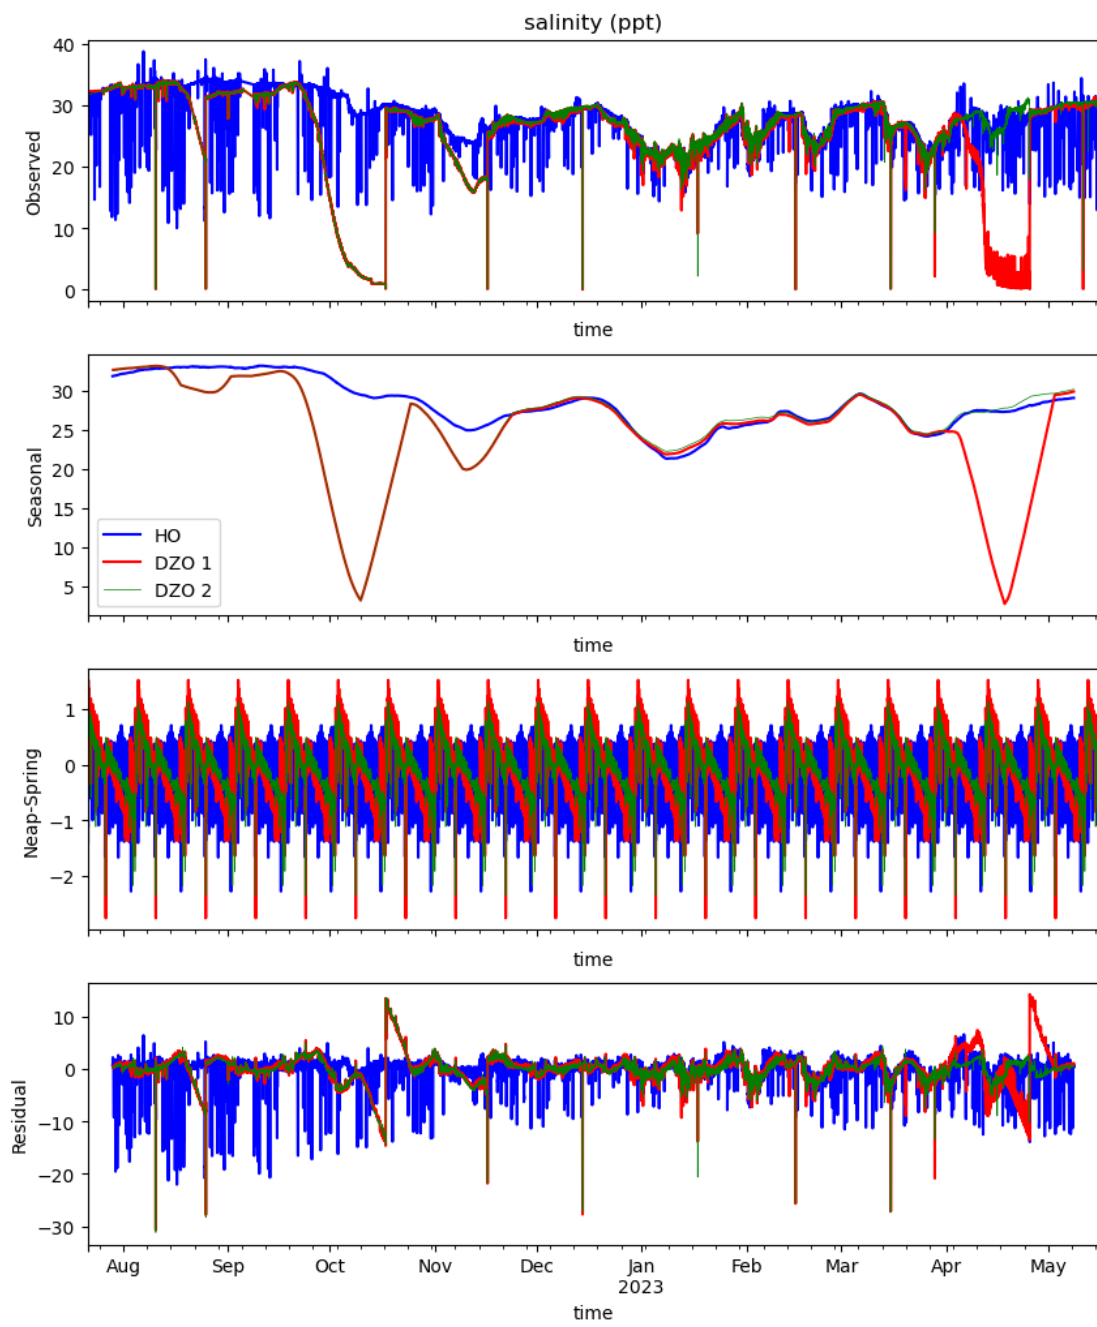 salinity (ppt)
40
30
20
10
0
Observed
time
30
25
20
15
10
5
Seasonal
HO
DZO 1
DZO 2
time
1
0
−1
−2
Neap-Spring
time
10
0
−10
−20
−30
Residual
Aug Sep Oct Nov Dec Jan Feb Mar Apr May
2023
time